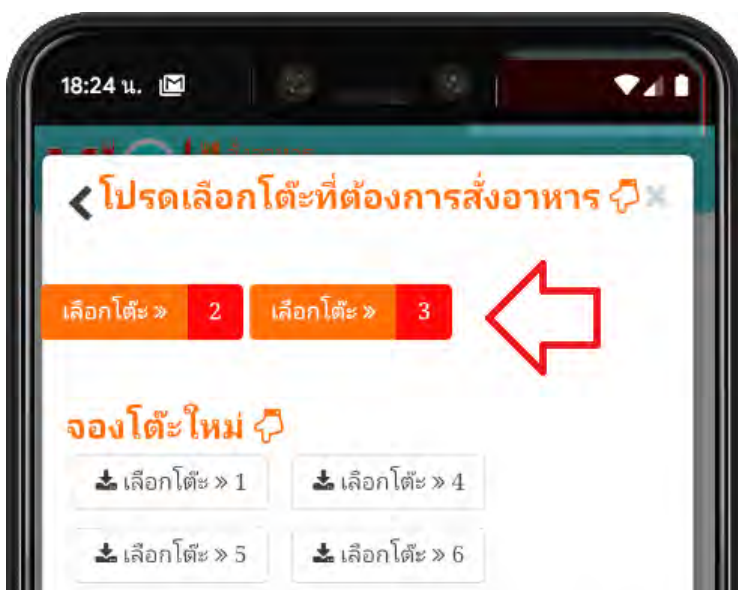 18:24 น.
โปรดเลือกโต๊ะที่ต้องการสั่งอาหาร
เลือกโต๊ะ » 2 เลือกโต๊ะ » 3
จองโต๊ะใหม่
เลือกโต๊ะ » 1 เลือกโต๊ะ » 4
เลือกโต๊ะ » 5 เลือกโต๊ะ » 6